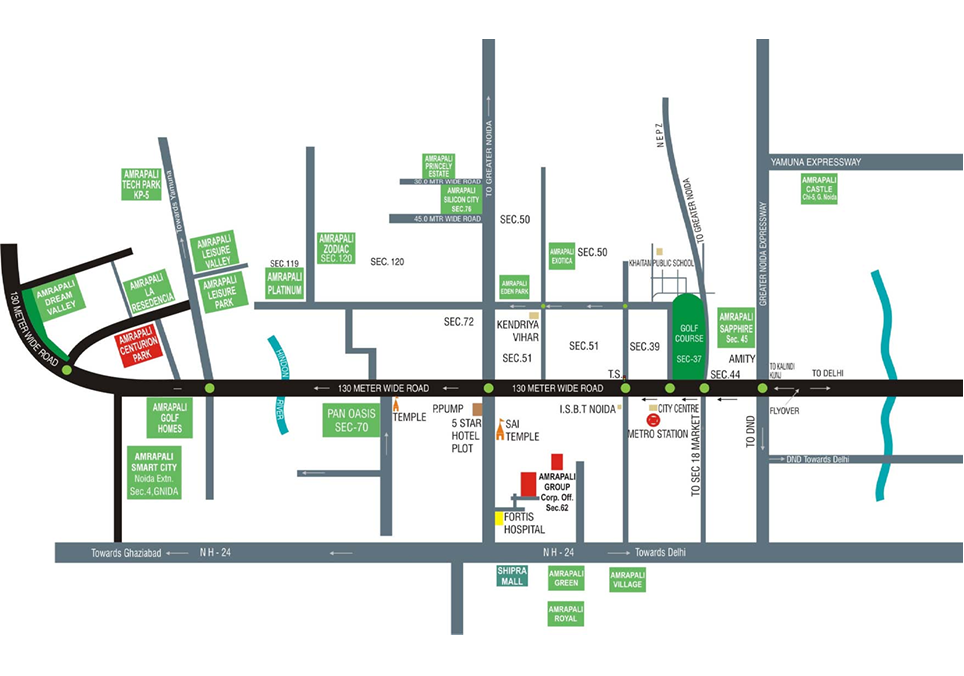 NEPZ
TO GREATER NOIDA
YAMUNA EXPRESSWAY
AMRAPALI
PRINCELY
ESTATE
30.0 MTR WIDE ROAD
AMRAPALI
TECH PARK
KP-5
AMRAPALI
CASTLE
Chi-5, G. Noida
AMRAPALI
SILICON CITY
SEC.76
45.0 MTR WIDE ROAD
SEC.50
Towards Yamuna
TO GREATER NOIDA
GREATER NOIDA EXPRESSWAY
AMRAPALI
LEISURE
VALLEY
AMRAPALI
ZODIAC
SEC.120
AMRAPALI
EXOTICA
SEC.50
SEC.119
SEC. 120
KHAITAN PUBLIC SCHOOL
AMRAPALI
DREAM
VALLEY
AMRAPALI
LA
RESEDENCIA
AMRAPALI
LEISURE
PARK
AMRAPALI
PLATINUM
AMRAPALI
EDEN PARK
130 METER WIDE ROAD
AMRAPALI
CENTURION
PARK
SEC.72
KENDRIYA
VIHAR
SEC.51
SEC.51
SEC.39
GOLF
COURSE
SEC-37
AMRAPALI
SAPPHIRE
Sec. 45
AMITY
HINDON
RIVER
T.S.
SEC.44
TO KALINDI
KUNJ
TO DELHI
130 METER WIDE ROAD
130 METER WIDE ROAD
AMRAPALI
GOLF
HOMES
PAN OASIS
SEC-70
TEMPLE
P.PUMP
5 STAR
HOTEL
PLOT
SAI
TEMPLE
I.S.B.T NOIDA
CITY CENTRE
METRO STATION
FLYOVER
TO SEC 18 MARKET
TO DND
DND Towards Delhi
AMRAPALI
SMART CITY
Noida Extn.
Sec.4,GNIDA
AMRAPALI
GROUP
Corp. Off.
Sec.62
FORTIS
HOSPITAL
Towards Ghaziabad
NH - 24
NH - 24
Towards Delhi
SHIPRA
MALL
AMRAPALI
GREEN
AMRAPALI
VILLAGE
AMRAPALI
ROYAL